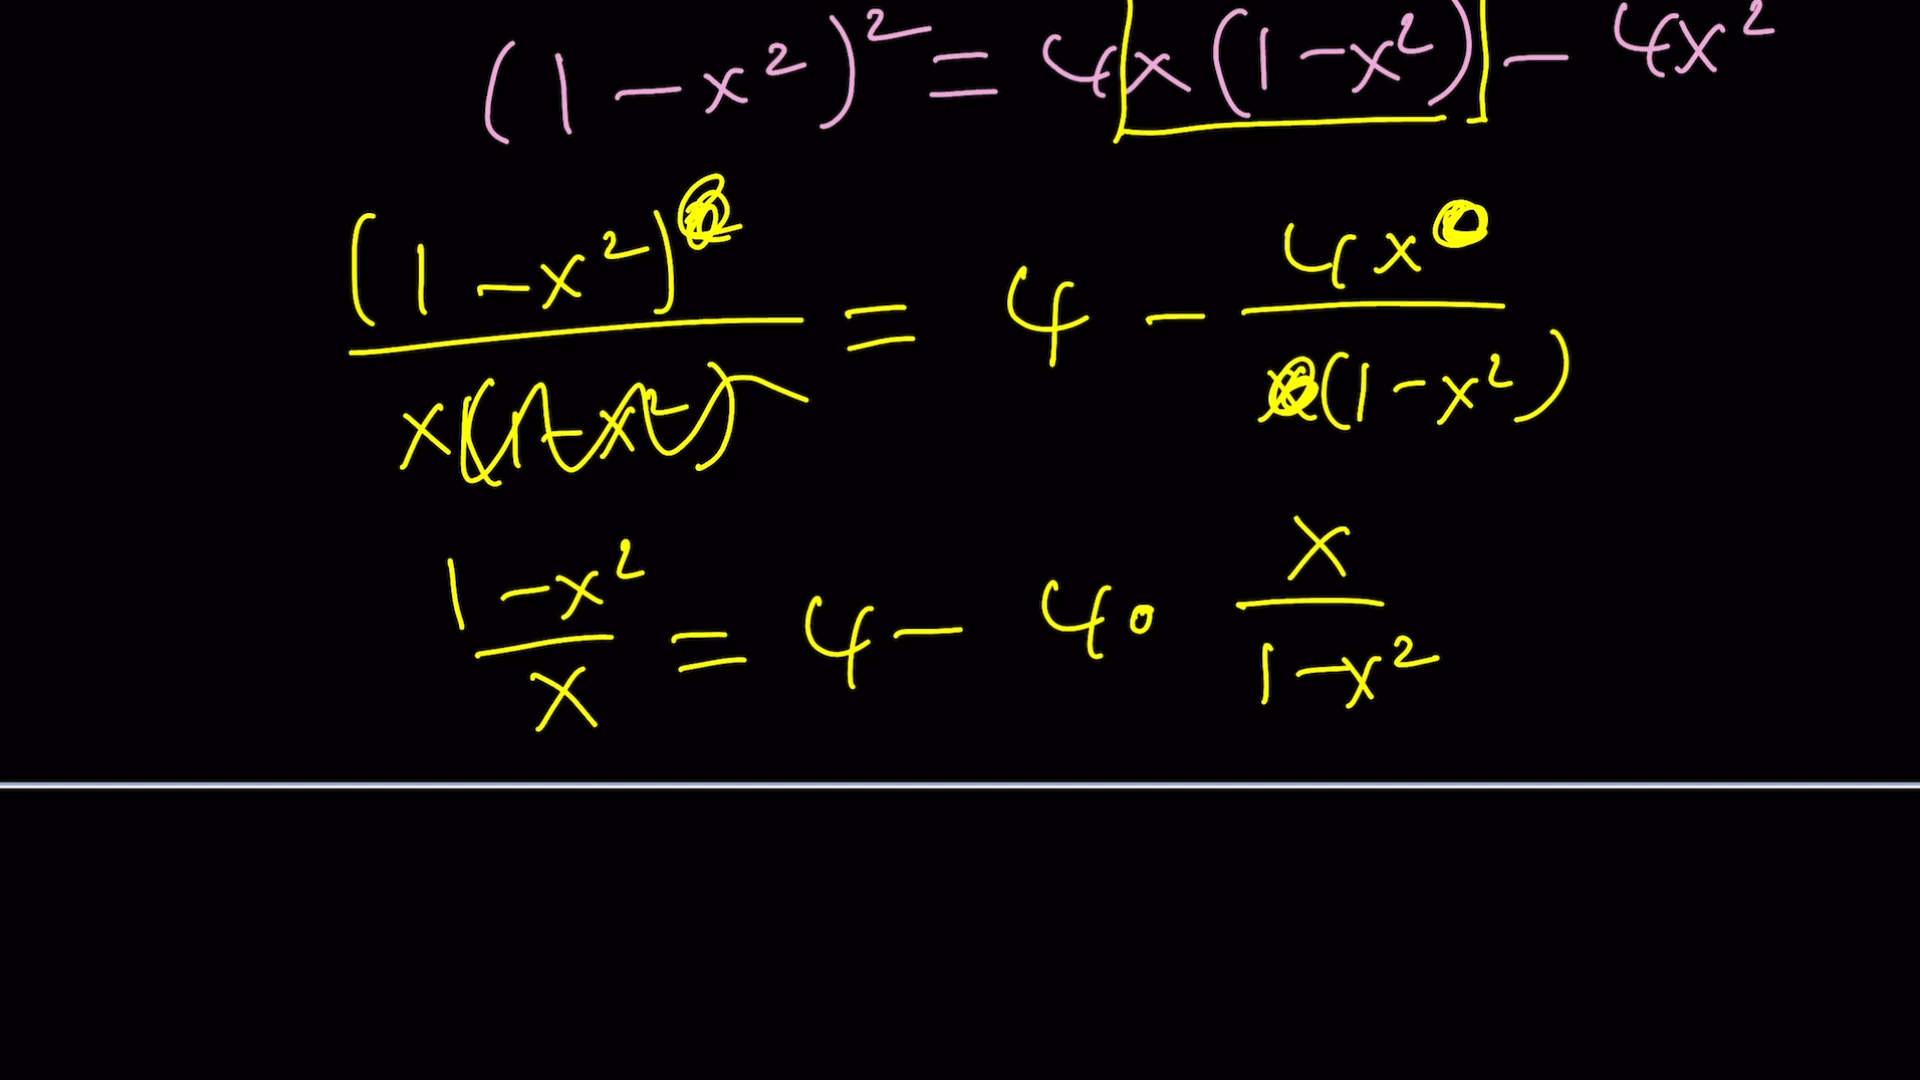 (1 - x²)² = 4x(1 - x²) - 4x²
(1 - x²) / x(1 - x²) = 4 - 4x / (1 - x²)
1 - x² / x = 4 - 4 · x / 1 - x²